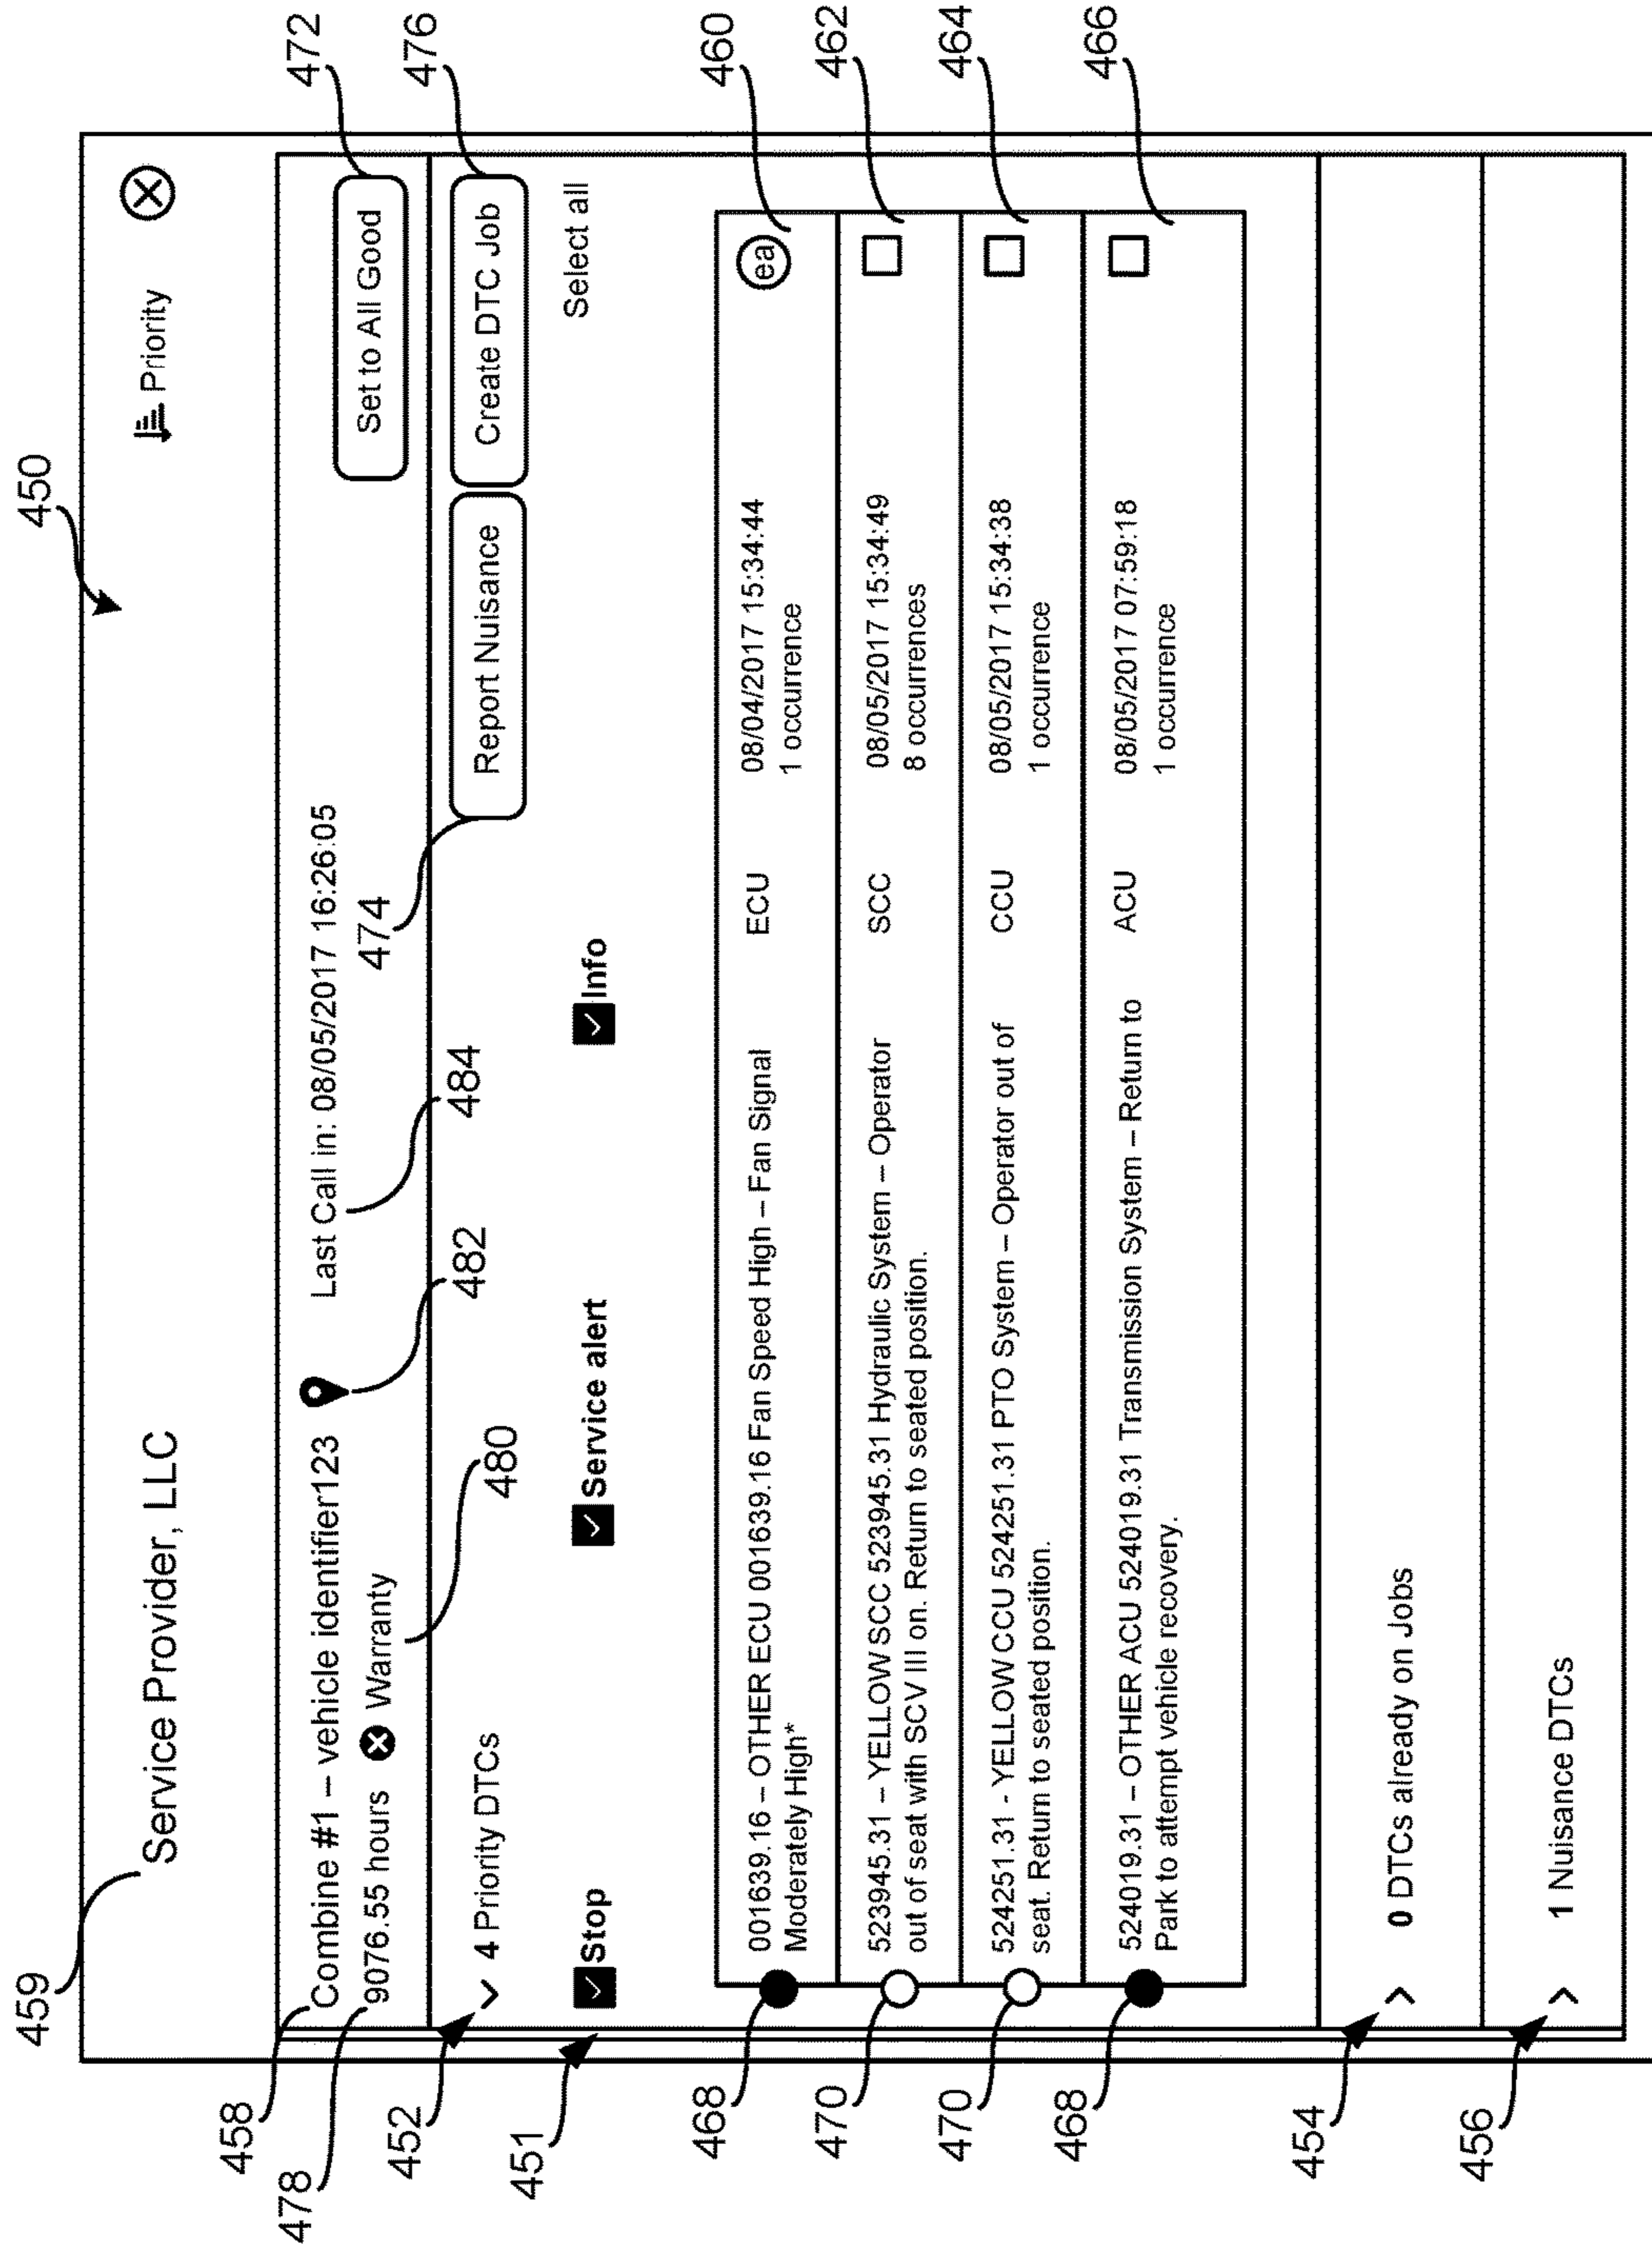 450
459
Service Provider, LLC
Priority
458
Combine #1 – vehicle identifier123
Last Call in: 08/05/2017 16:26:05
478
9076.55 hours
Warranty
Set to All Good
472
480
482
484
474
452
4 Priority DTCs
Report Nuisance
Create DTC Job
476
451
Stop
Service alert
Info
Select all
468
001639.16 – OTHER ECU 001639.16 Fan Speed High – Fan Signal
Moderately High*
ECU
08/04/2017 15:34:44
1 occurrence
ea
460
470
523945.31 – YELLOW SCC 523945.31 Hydraulic System – Operator
out of seat with SCV III on. Return to seated position.
SCC
08/05/2017 15:34:49
8 occurrences
462
470
524251.31 - YELLOW CCU 524251.31 PTO System – Operator out of
seat. Return to seated position.
CCU
08/05/2017 15:34:38
1 occurrence
464
468
524019.31 – OTHER ACU 524019.31 Transmission System – Return to
Park to attempt vehicle recovery.
ACU
08/05/2017 07:59:18
1 occurrence
466
454
0 DTCs already on Jobs
456
1 Nuisance DTCs